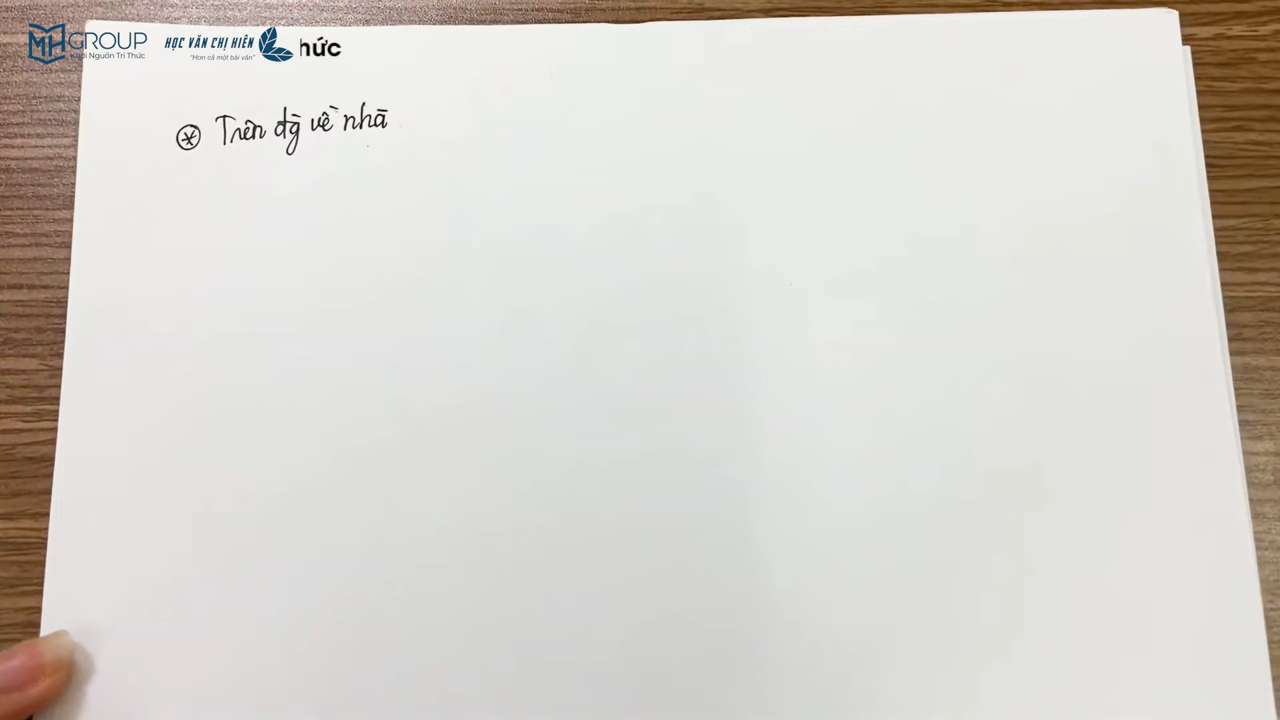 MH GROUP
Khơi Nguồn Tri Thức
HỌC VĂN CHỊ HIÊN
"Hơn cả một bài văn"
hức
Trên đg̀ về nhà